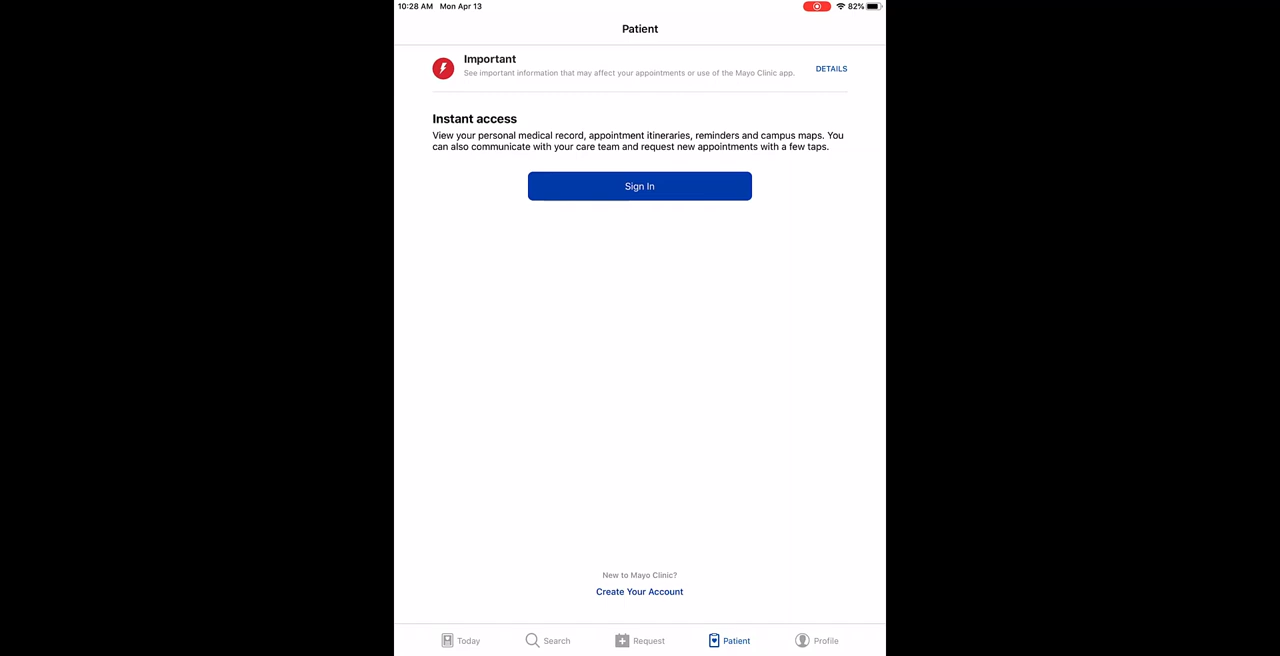 10:28 AM Mon Apr 13
82%
Patient
Important
See important information that may affect your appointments or use of the Mayo Clinic app.
DETAILS
Instant access
View your personal medical record, appointment itineraries, reminders and campus maps. You
can also communicate with your care team and request new appointments with a few taps.
Sign In
New to Mayo Clinic?
Create Your Account
Today Search Request Patient Profile